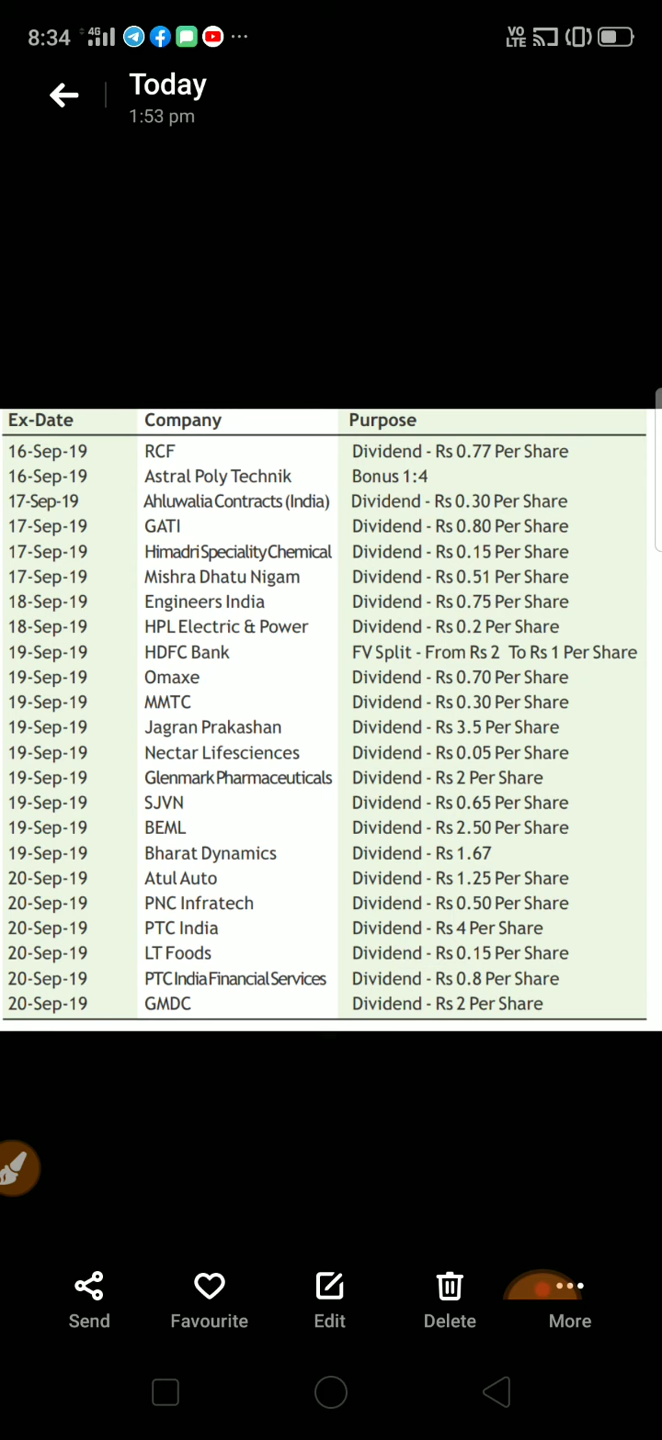 8:34 4G ... VO LTE
Today
1:53 pm
Ex-Date Company Purpose
16-Sep-19 RCF Dividend - Rs 0.77 Per Share
16-Sep-19 Astral Poly Technik Bonus 1:4
17-Sep-19 Ahluwalia Contracts (India) Dividend - Rs 0.30 Per Share
17-Sep-19 GATI Dividend - Rs 0.80 Per Share
17-Sep-19 Himadri Speciality Chemical Dividend - Rs 0.15 Per Share
17-Sep-19 Mishra Dhatu Nigam Dividend - Rs 0.51 Per Share
18-Sep-19 Engineers India Dividend - Rs 0.75 Per Share
18-Sep-19 HPL Electric & Power Dividend - Rs 0.2 Per Share
19-Sep-19 HDFC Bank FV Split - From Rs 2 To Rs 1 Per Share
19-Sep-19 Omaxe Dividend - Rs 0.70 Per Share
19-Sep-19 MMTC Dividend - Rs 0.30 Per Share
19-Sep-19 Jagran Prakashan Dividend - Rs 3.5 Per Share
19-Sep-19 Nectar Lifesciences Dividend - Rs 0.05 Per Share
19-Sep-19 Glenmark Pharmaceuticals Dividend - Rs 2 Per Share
19-Sep-19 SJVN Dividend - Rs 0.65 Per Share
19-Sep-19 BEML Dividend - Rs 2.50 Per Share
19-Sep-19 Bharat Dynamics Dividend - Rs 1.67
20-Sep-19 Atul Auto Dividend - Rs 1.25 Per Share
20-Sep-19 PNC Infratech Dividend - Rs 0.50 Per Share
20-Sep-19 PTC India Dividend - Rs 4 Per Share
20-Sep-19 LT Foods Dividend - Rs 0.15 Per Share
20-Sep-19 PTC India Financial Services Dividend - Rs 0.8 Per Share
20-Sep-19 GMDC Dividend - Rs 2 Per Share
Send Favourite Edit Delete More